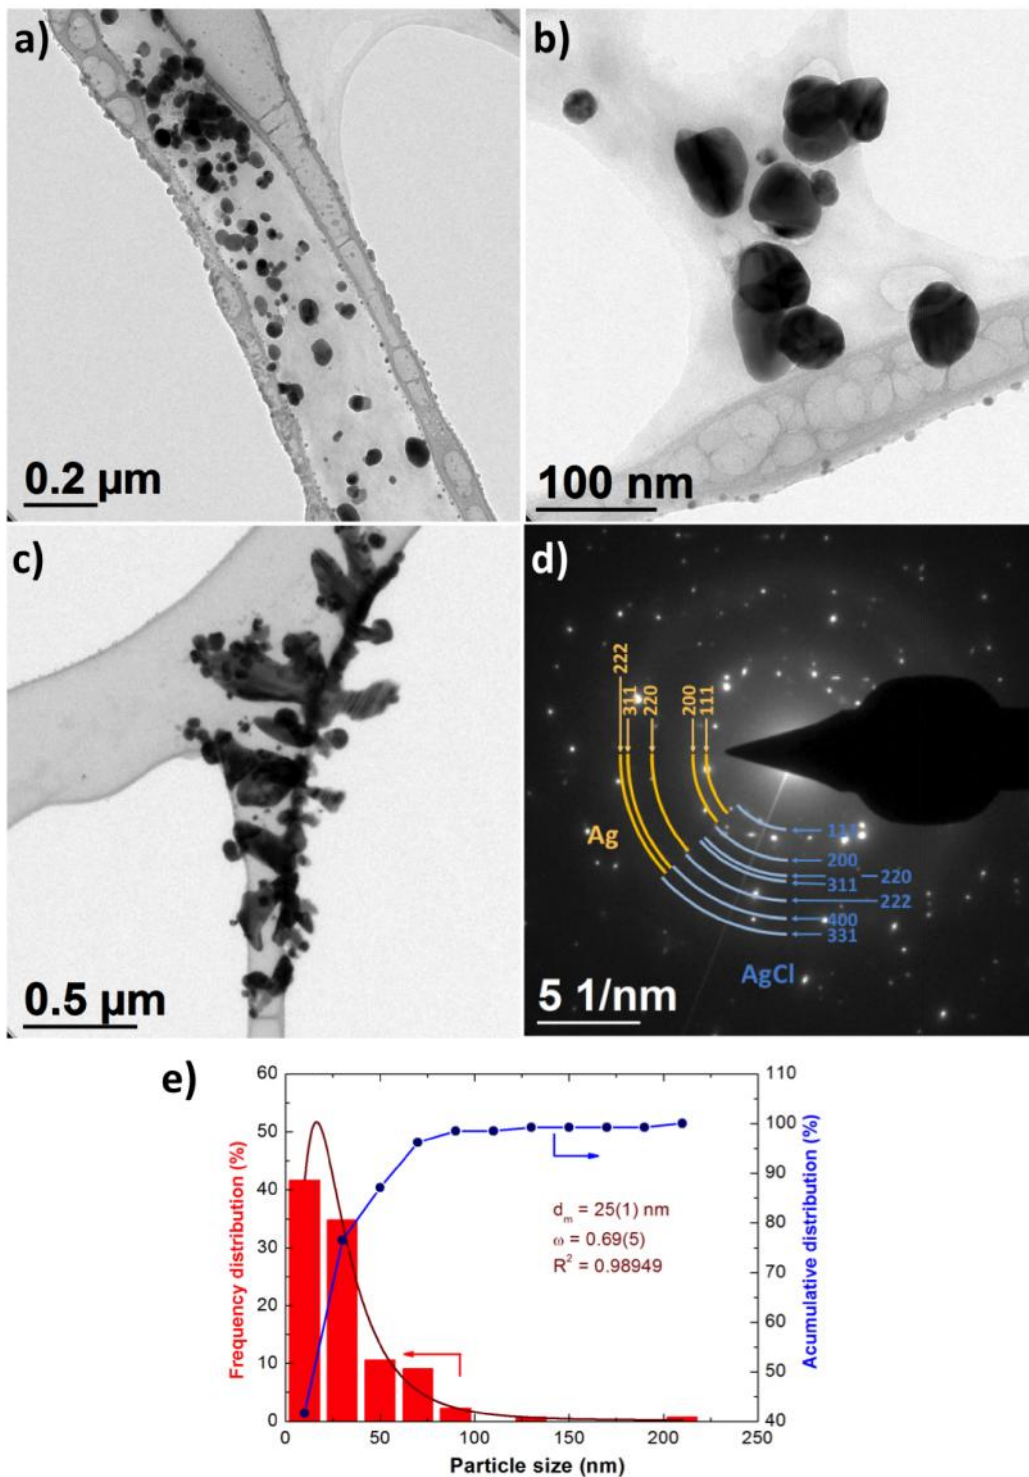 a)
0.2 µm
b)
100 nm
c)
0.5 µm
d)
222
311
220
200
111
Ag
111
200
220
311
222
400
331
AgCl
5 1/nm
e)
Frequency distribution (%)
60
50
40
30
20
10
0
110
100
90
80
70
60
50
40
Acumulative distribution (%)
d_m = 25(1) nm
ω = 0.69(5)
R² = 0.98949
0 50 100 150 200 250
Particle size (nm)